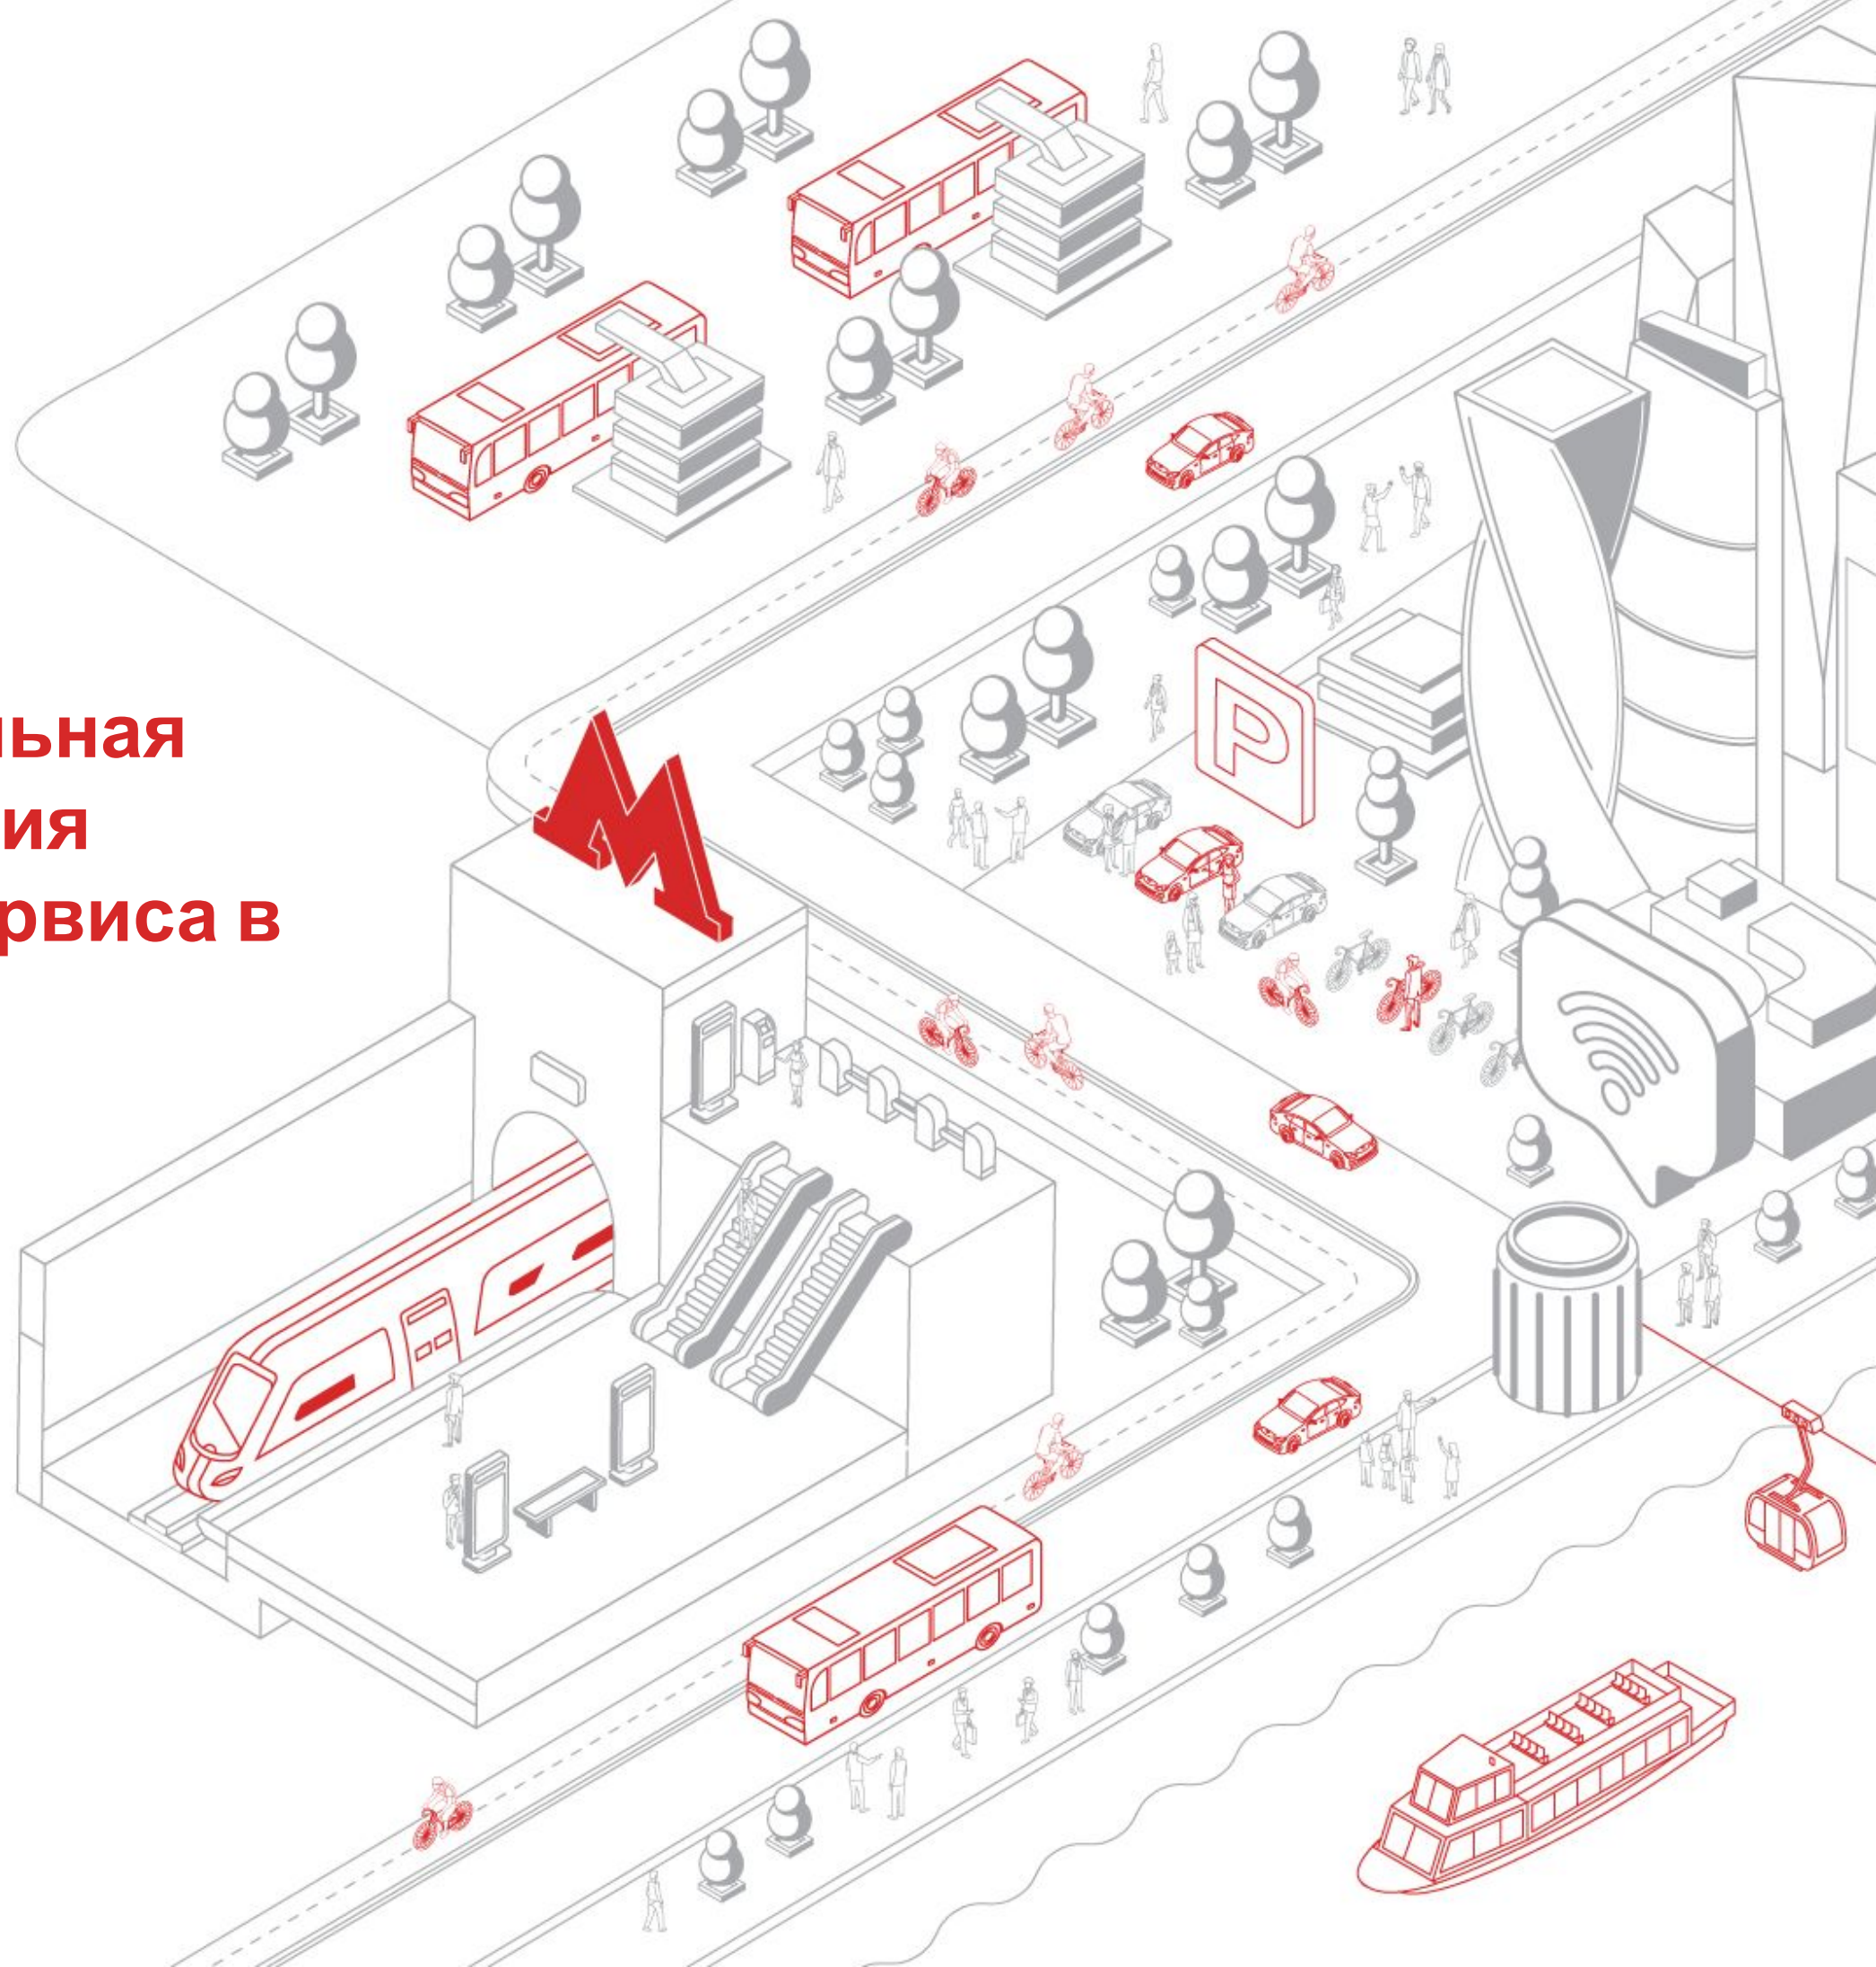 P
льная
ия
рвиса в
М